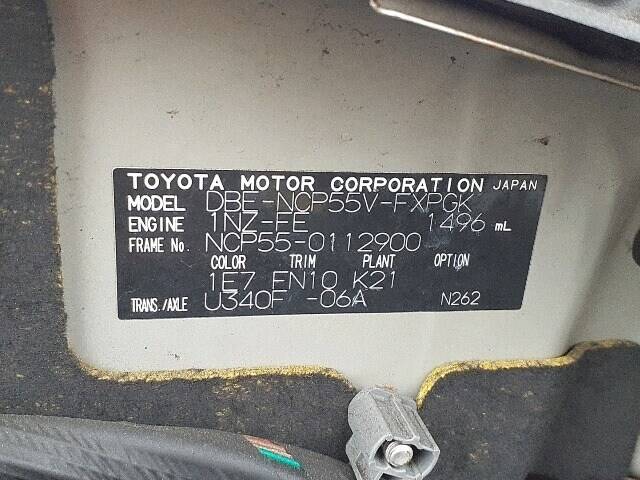 TOYOTA MOTOR CORPORATION JAPAN
MODEL DBE-NCP55V-FXPGK
ENGINE 1NZ-FE 1496 mL
FRAME No. NCP55-0112900
COLOR TRIM PLANT OPTION
1E7 FN10 K21
TRANS./AXLE U340F -06A N262